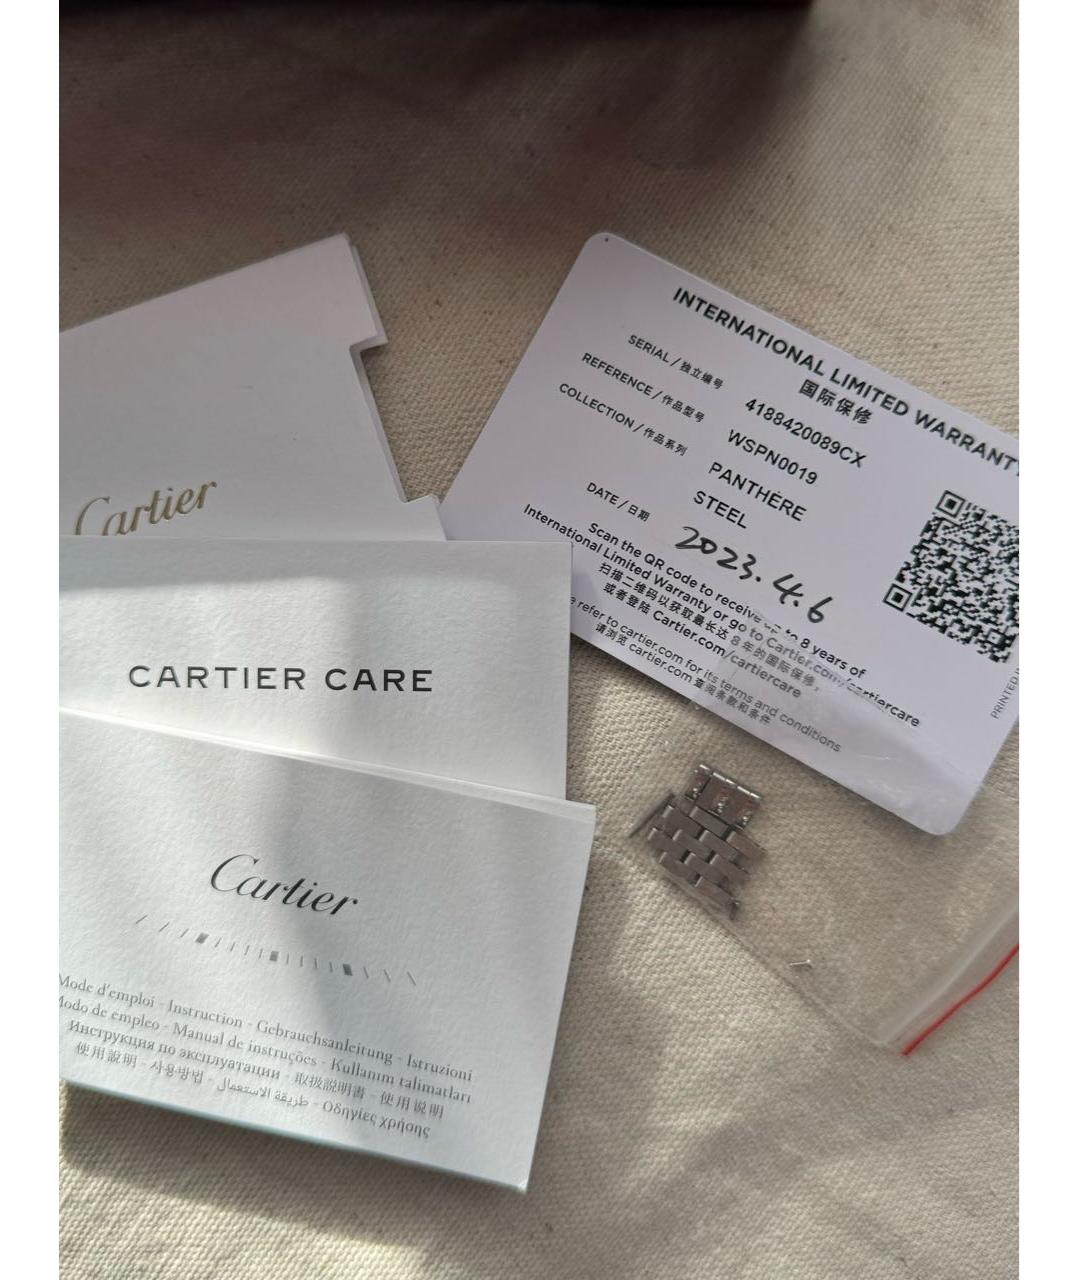 Cartier
INTERNATIONAL LIMITED WARRANTY
国际保修
SERIAL / 独立编号
4188420089CX
REFERENCE / 作品型号
WSPN0019
COLLECTION / 作品系列
PANTHÈRE
STEEL
DATE / 日期
2023.4.6
Scan the QR code to receive up to 8 years of
International Limited Warranty or go to Cartier.com/cartiercare
扫描二维码以获取最长达 8 年的国际保修，
或者登陆 Cartier.com/cartiercare
refer to cartier.com for its terms and conditions
请浏览 cartier.com 查阅条款和条件
PRINTED
CARTIER CARE
Cartier
Mode d'emploi - Instruction - Gebrauchsanleitung - Istruzioni
Modo de empleo - Manual de instruções - Kullanım talimatları
Инструкция по эксплуатации - 取扱説明書 - 使用说明
使用說明 - 사용방법 - طريقة الاستعمال - Οδηγίες χρήσης